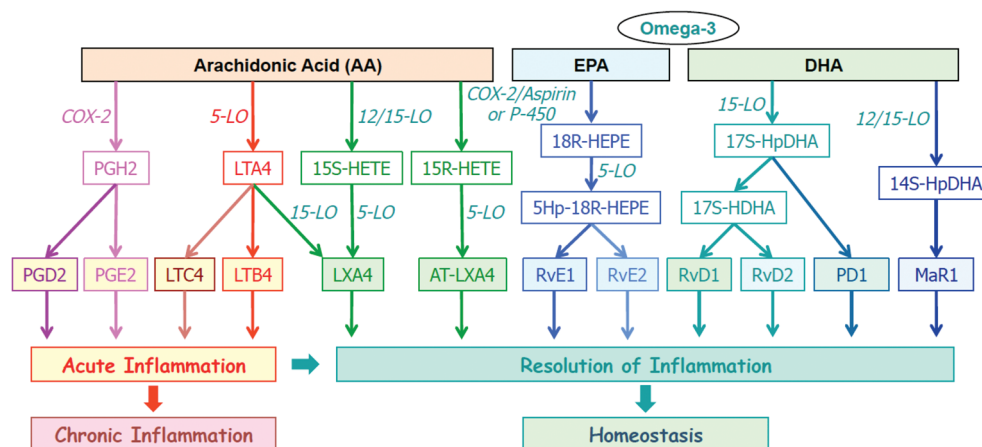 Omega-3
Arachidonic Acid (AA)
EPA
DHA
COX-2
5-LO
12/15-LO
COX-2/Aspirin
or P-450
15-LO
12/15-LO
PGH2
LTA4
15S-HETE
15R-HETE
18R-HEPE
17S-HpDHA
5-LO
14S-HpDHA
15-LO
5-LO
5-LO
5Hp-18R-HEPE
17S-HDHA
PGD2
PGE2
LTC4
LTB4
LXA4
AT-LXA4
RvE1
RvE2
RvD1
RvD2
PD1
MaR1
Acute Inflammation
Resolution of Inflammation
Chronic Inflammation
Homeostasis